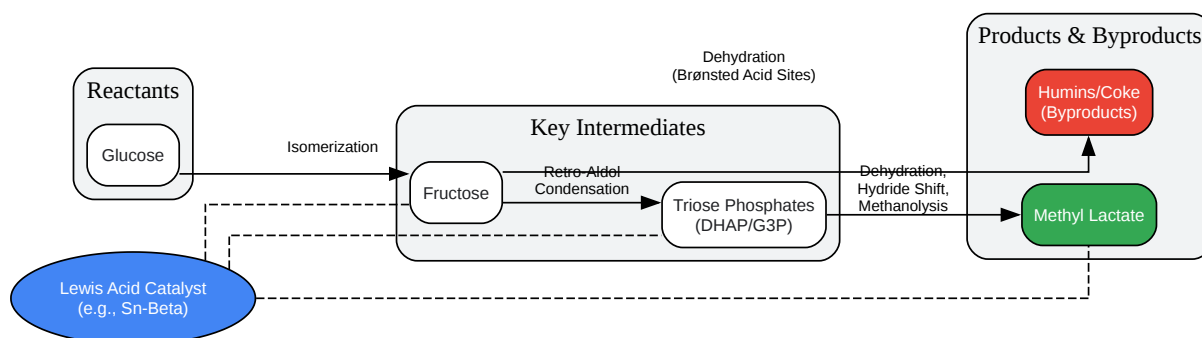 Reactants
Glucose
Isomerization
Key Intermediates
Fructose
Retro-Aldol
Condensation
Triose Phosphates
(DHAP/G3P)
Dehydration
(Brønsted Acid Sites)
Dehydration,
Hydride Shift,
Methanolysis
Products & Byproducts
Humins/Coke
(Byproducts)
Methyl Lactate
Lewis Acid Catalyst
(e.g., Sn-Beta)